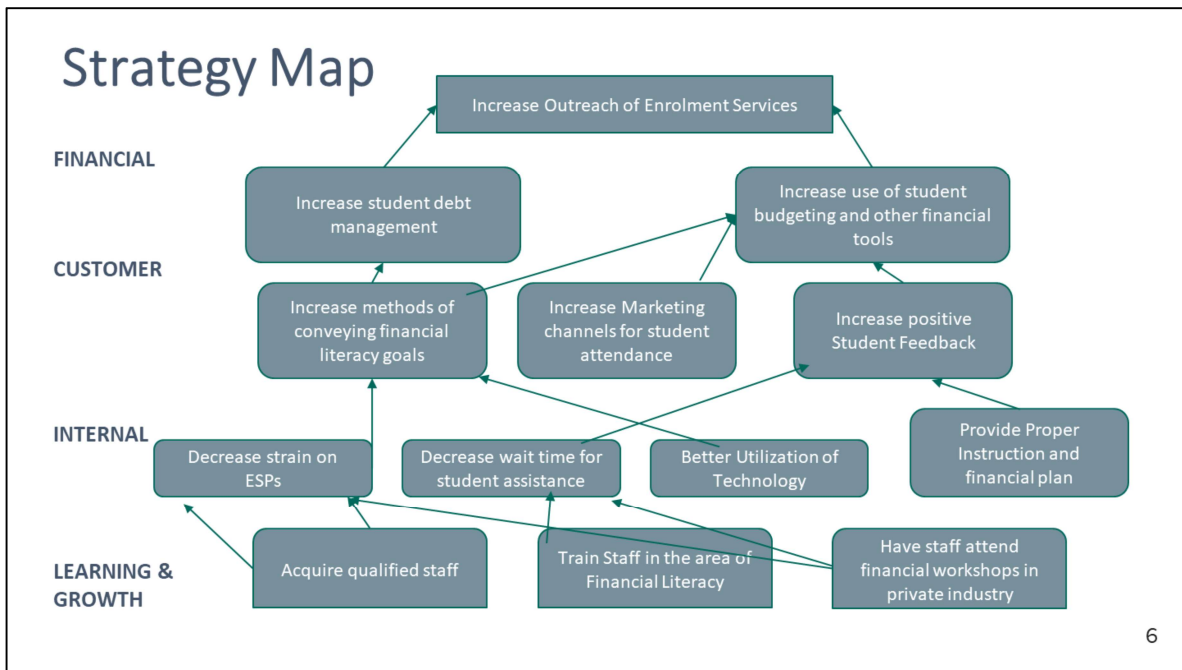 Strategy Map
Increase Outreach of Enrolment Services
FINANCIAL
Increase student debt
management
Increase use of student
budgeting and other financial
tools
CUSTOMER
Increase methods of
conveying financial
literacy goals
Increase Marketing
channels for student
attendance
Increase positive
Student Feedback
INTERNAL
Decrease strain on
ESPs
Decrease wait time for
student assistance
Better Utilization of
Technology
Provide Proper
Instruction and
financial plan
LEARNING &
GROWTH
Acquire qualified staff
Train Staff in the area of
Financial Literacy
Have staff attend
financial workshops in
private industry
6